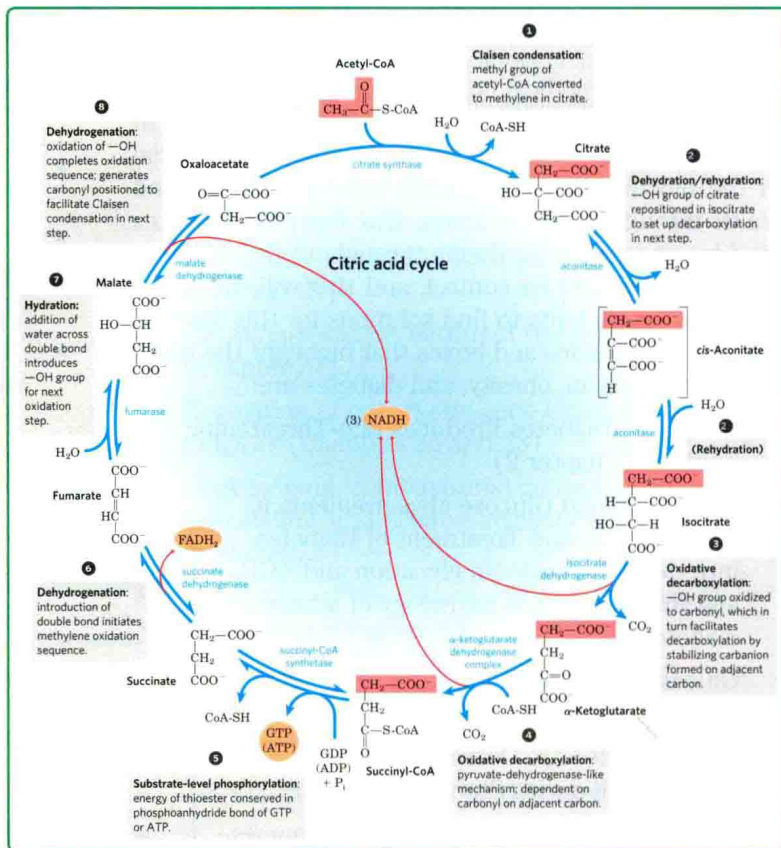 1
Claisen condensation:
methyl group of
acetyl-CoA converted
to methylene in citrate.
Acetyl-CoA
O
CH₃—C—S-CoA
H₂O
CoA-SH
citrate synthase
Citrate
CH₂—COO⁻
HO—C—COO⁻
CH₂—COO⁻
2
Dehydration/rehydration:
—OH group of citrate
repositioned in isocitrate
to set up decarboxylation
in next step.
aconitase
H₂O
CH₂—COO⁻
C—COO⁻
C—COO⁻
H
cis-Aconitate
aconitase
H₂O
2
(Rehydration)
CH₂—COO⁻
H—C—COO⁻
HO—C—H
COO⁻
Isocitrate
isocitrate
dehydrogenase
CO₂
3
Oxidative
decarboxylation:
—OH group oxidized
to carbonyl, which in
turn facilitates
decarboxylation by
stabilizing carbanion
formed on adjacent
carbon.
CH₂—COO⁻
CH₂
C=O
COO⁻
α-Ketoglutarate
α-ketoglutarate
dehydrogenase
complex
CoA-SH
CO₂
4
Oxidative decarboxylation:
pyruvate-dehydrogenase-like
mechanism; dependent on
carbonyl on adjacent carbon.
CH₂—COO⁻
CH₂
C—S-CoA
O
Succinyl-CoA
succinyl-CoA
synthetase
GDP
(ADP)
+ Pᵢ
GTP
(ATP)
CoA-SH
5
Substrate-level phosphorylation:
energy of thioester conserved in
phosphoanhydride bond of GTP
or ATP.
CH₂—COO⁻
CH₂
COO⁻
Succinate
succinate
dehydrogenase
FADH₂
6
Dehydrogenation:
introduction of
double bond initiates
methylene oxidation
sequence.
COO⁻
CH
HC
COO⁻
Fumarate
H₂O
fumarase
7
Hydration:
addition of
water across
double bond
introduces
—OH group
for next
oxidation
step.
Malate
COO⁻
HO—CH
CH₂
COO⁻
malate
dehydrogenase
8
Dehydrogenation:
oxidation of —OH
completes oxidation
sequence; generates
carbonyl positioned to
facilitate Claisen
condensation in next
step.
Oxaloacetate
O=C—COO⁻
CH₂—COO⁻
Citric acid cycle
(3) NADH